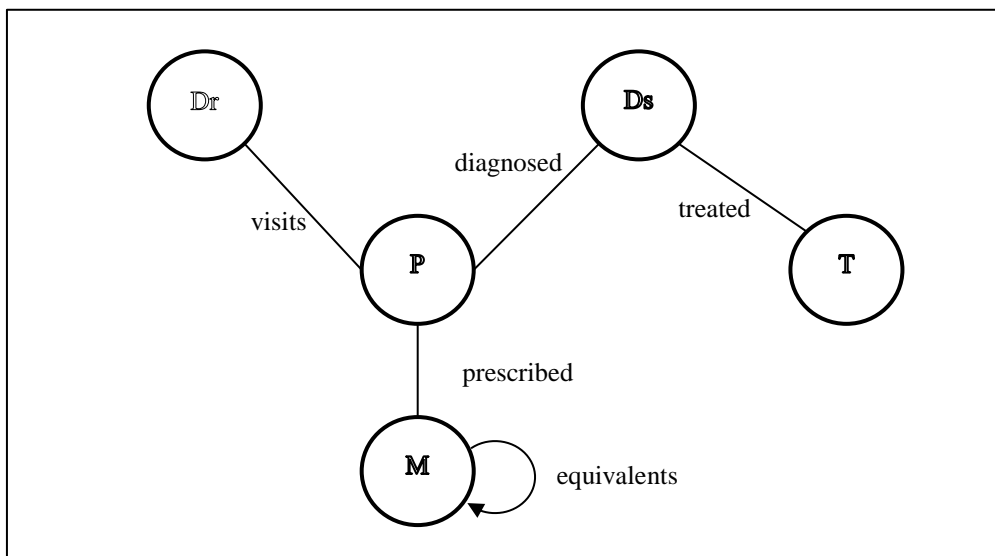 Dr
Ds
diagnosed
treated
visits
P
T
prescribed
M
equivalents